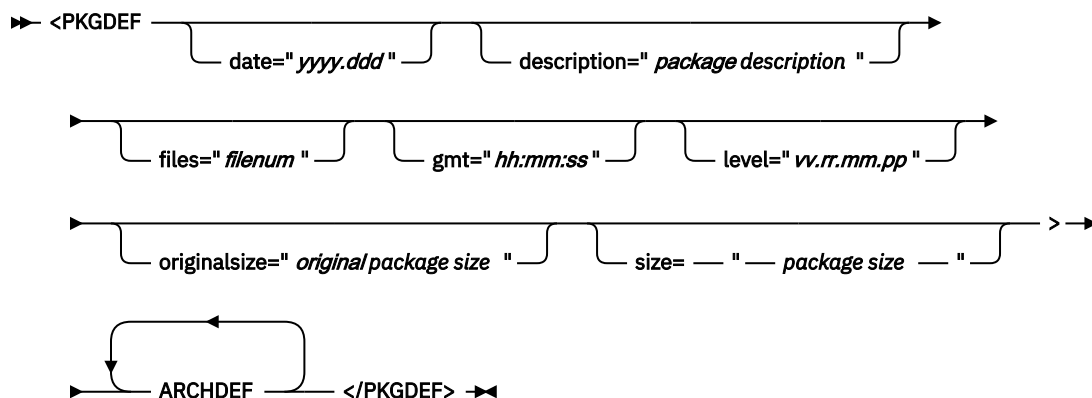 <PKGDEF
date=" yyyy.ddd "
description=" package description "
files=" filenum "
gmt=" hh:mm:ss "
level=" vv.rr.mm.pp "
>
originalsize=" original package size "
size= " package size "
ARCHDEF </PKGDEF>